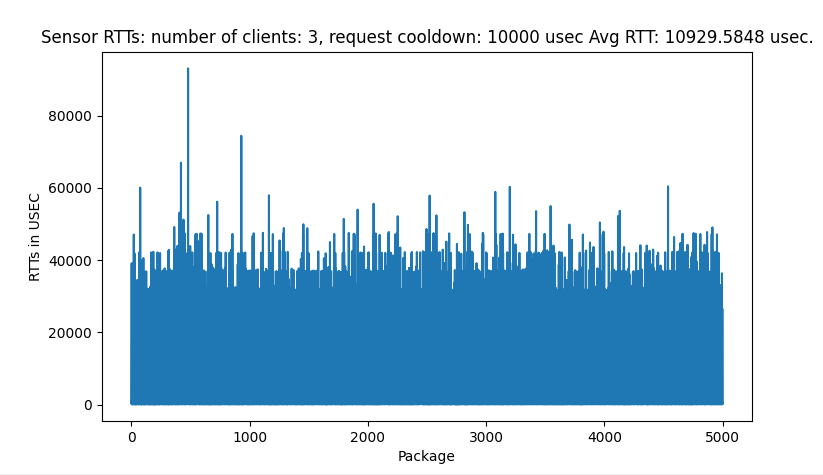 Sensor RTTs: number of clients: 3, request cooldown: 10000 usec Avg RTT: 10929.5848 usec.
80000
60000
40000
20000
0
RTTs in USEC
0 1000 2000 3000 4000 5000
Package